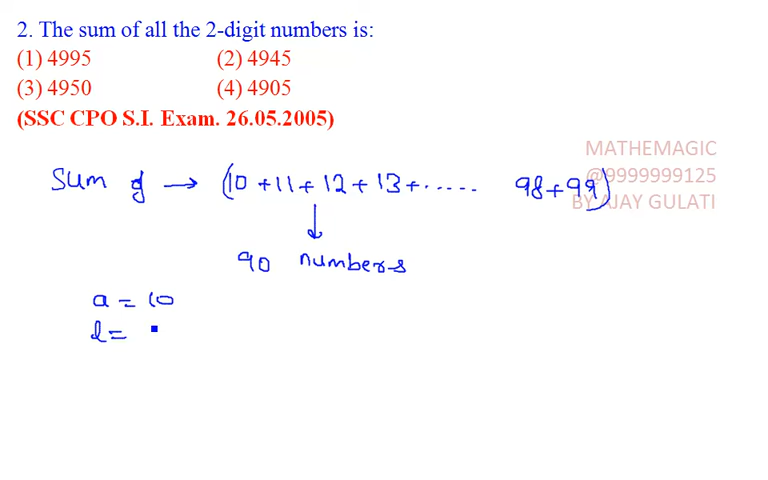 2. The sum of all the 2-digit numbers is:
(1) 4995 (2) 4945
(3) 4950 (4) 4905
(SSC CPO S.I. Exam. 26.05.2005)
MATHEMAGIC
@9999999125
BY AJAY GULATI
Sum of → (10 + 11 + 12 + 13 + ..... 98 + 99)
↓
90 numbers
a = 10
l =